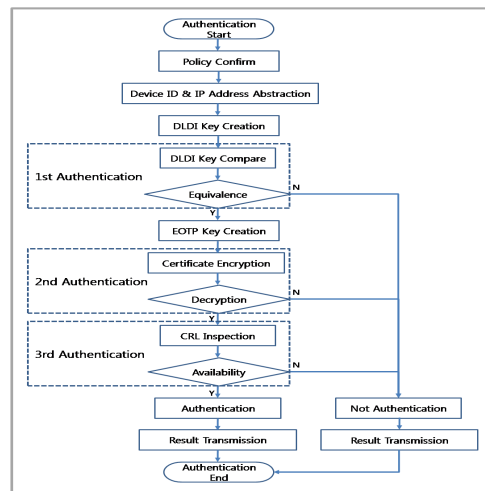 Authentication
Start
Policy Confirm
Device ID & IP Address Abstraction
DLDI Key Creation
DLDI Key Compare
1st Authentication
Equivalence
N
Y
EOTP Key Creation
Certificate Encryption
2nd Authentication
Decryption
N
Y
CRL Inspection
3rd Authentication
Availability
N
Y
Authentication
Not Authentication
Result Transmission
Result Transmission
Authentication
End